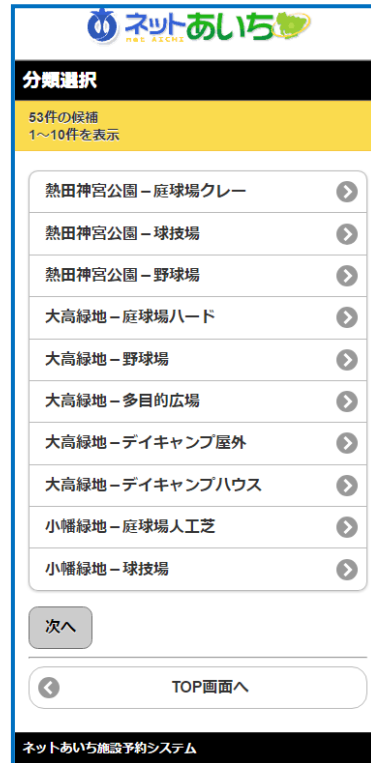 ネットあいち
Net AICHI
分類選択
53件の候補
1～10件を表示
熱田神宮公園－庭球場クレー
熱田神宮公園－球技場
熱田神宮公園－野球場
大高緑地－庭球場ハード
大高緑地－野球場
大高緑地－多目的広場
大高緑地－デイキャンプ屋外
大高緑地－デイキャンプハウス
小幡緑地－庭球場人工芝
小幡緑地－球技場
次へ
TOP画面へ
ネットあいち施設予約システム